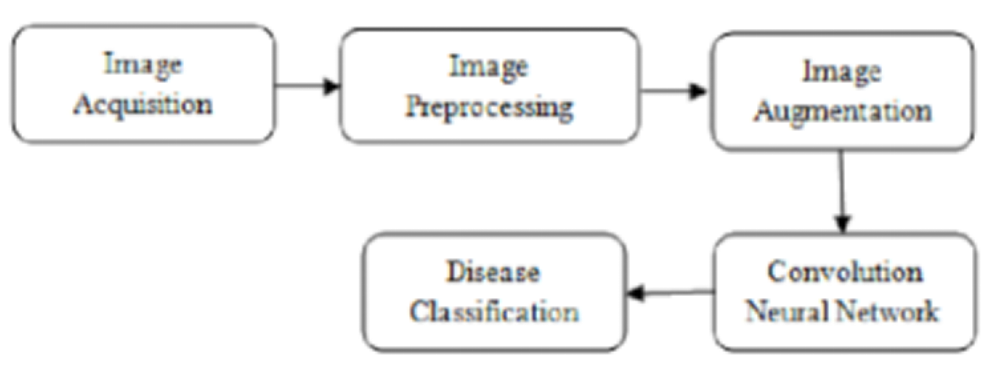 Image
Acquisition
Image
Preprocessing
Image
Augmentation
Disease
Classification
Convolution
Neural Network